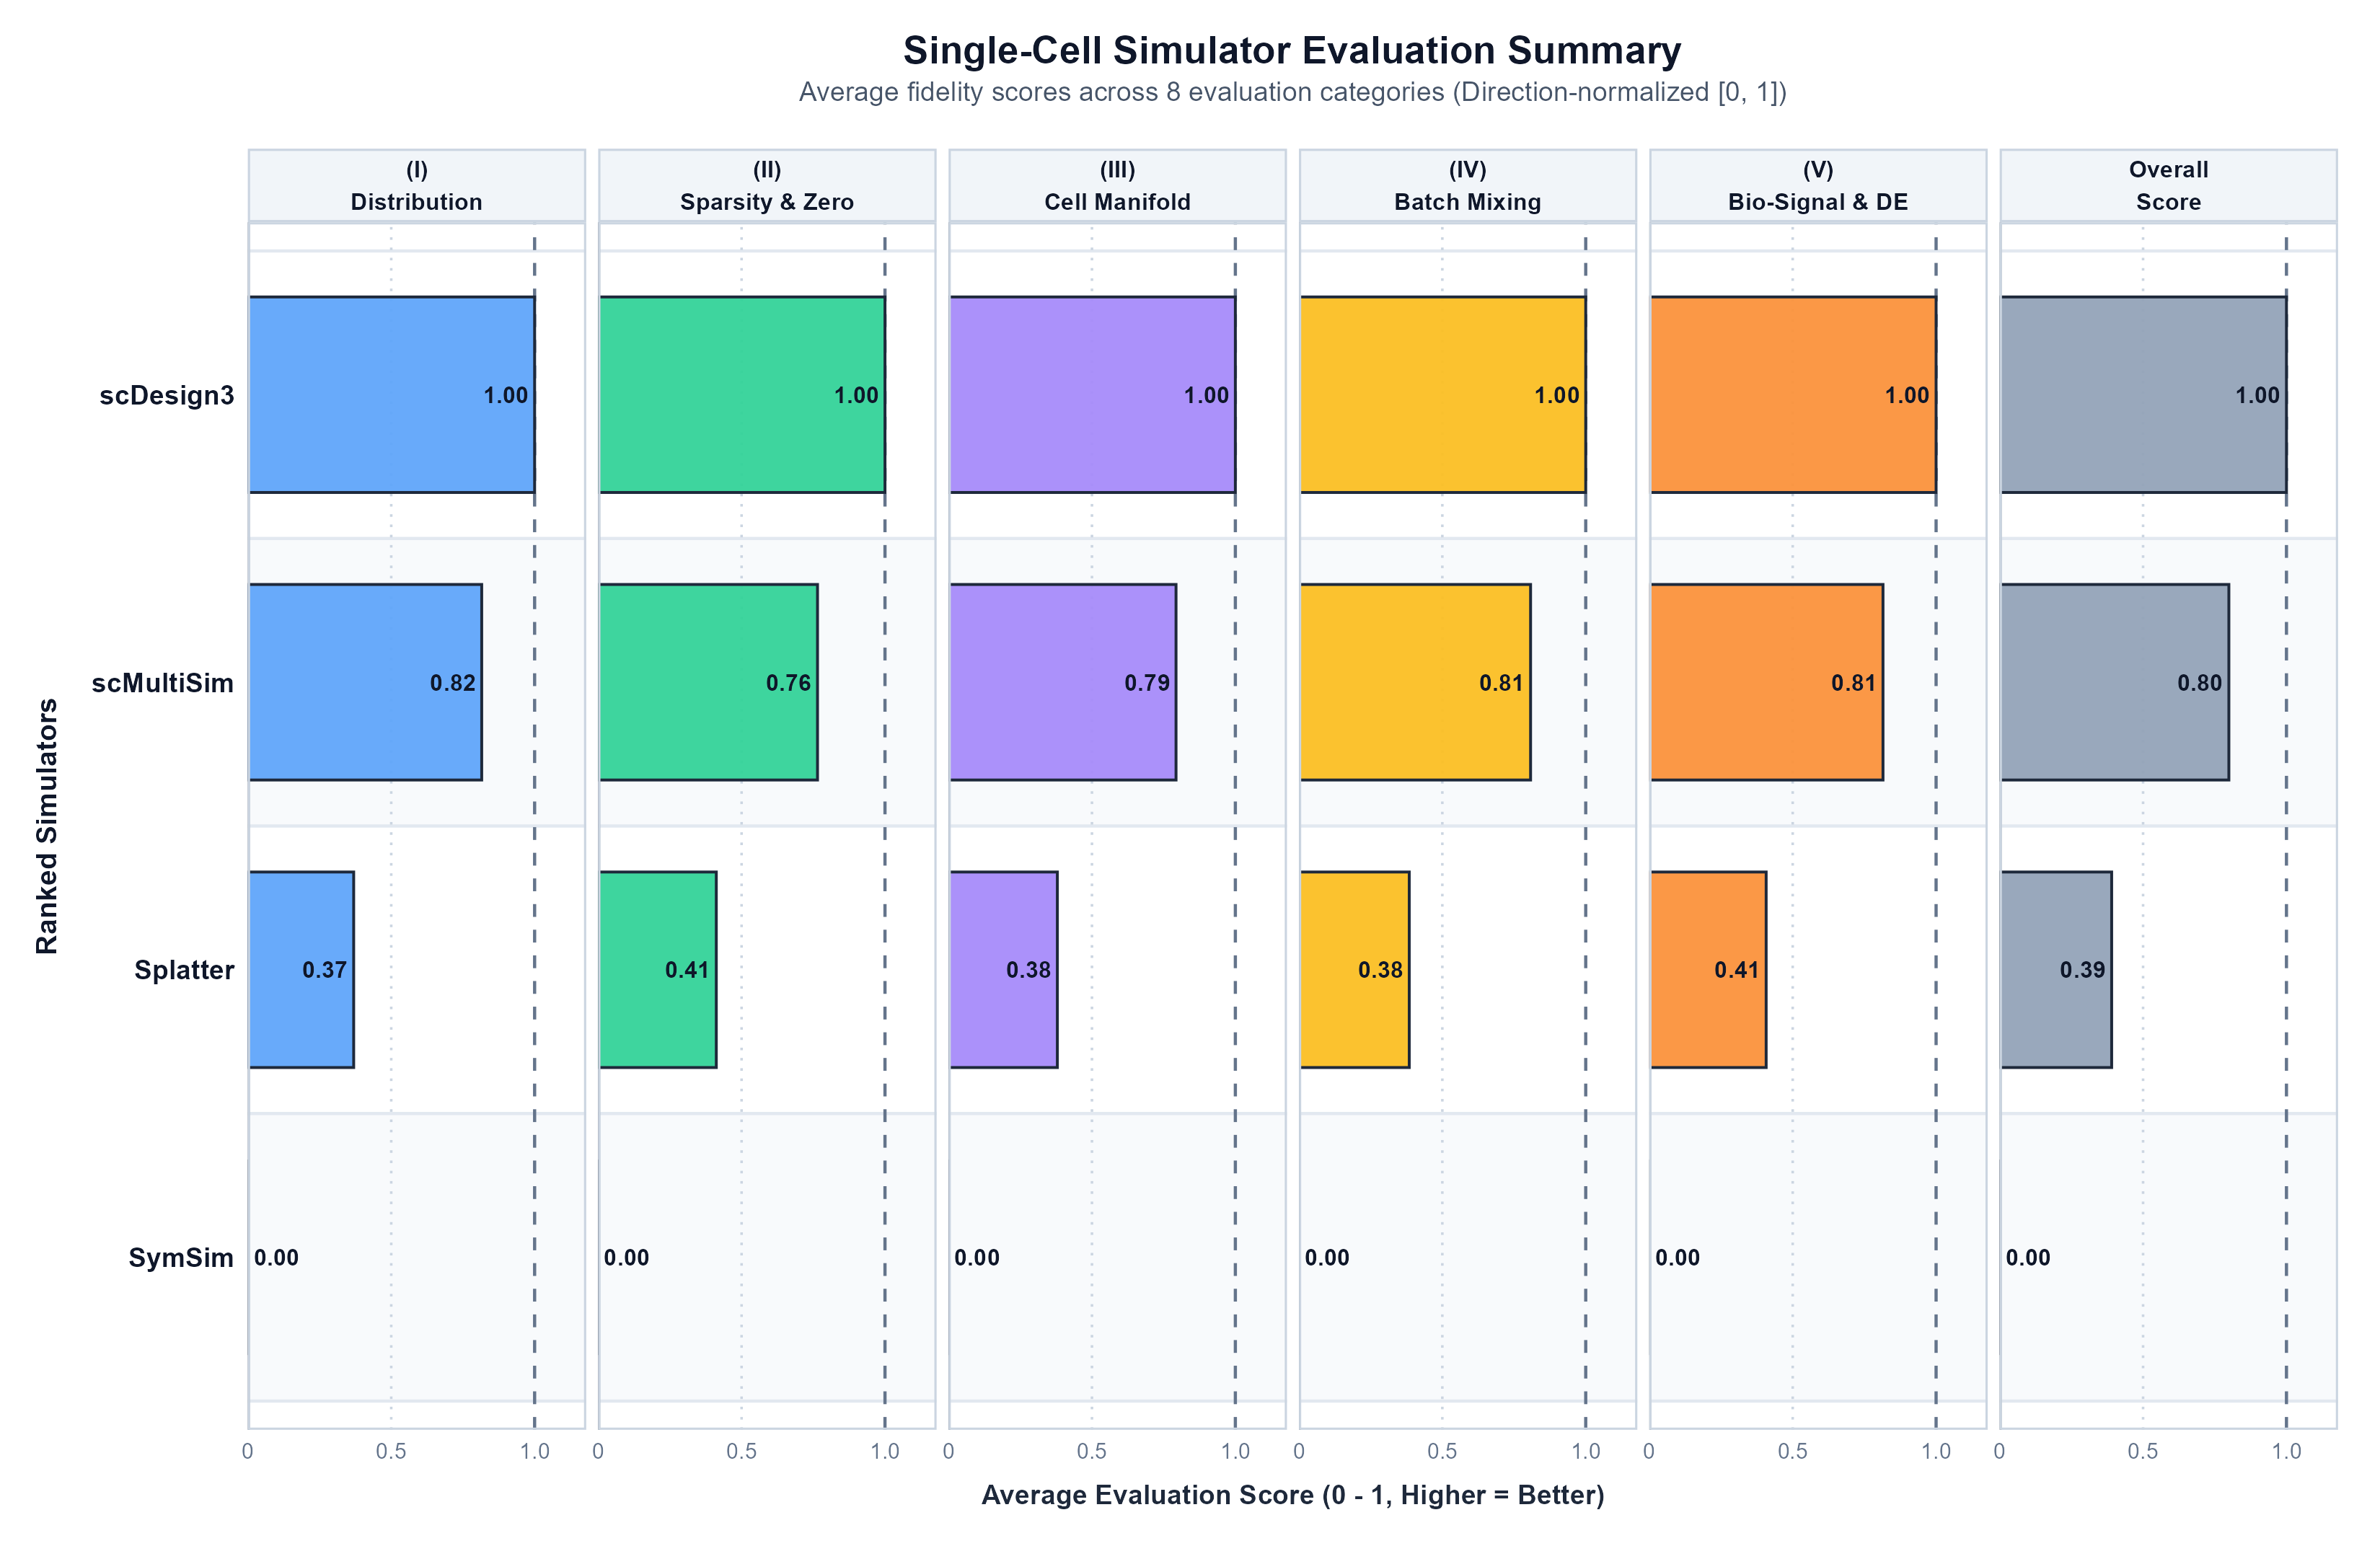 Single-Cell Simulator Evaluation Summary
Average fidelity scores across 8 evaluation categories (Direction-normalized [0, 1])
(I)
Distribution
(II)
Sparsity & Zero
(III)
Cell Manifold
(IV)
Batch Mixing
(V)
Bio-Signal & DE
Overall
Score
Ranked Simulators
scDesign3 1.00 1.00 1.00 1.00 1.00 1.00
scMultiSim 0.82 0.76 0.79 0.81 0.81 0.80
Splatter 0.37 0.41 0.38 0.38 0.41 0.39
SymSim 0.00 0.00 0.00 0.00 0.00 0.00
0 0.5 1.0 0 0.5 1.0 0 0.5 1.0 0 0.5 1.0 0 0.5 1.0 0 0.5 1.0
Average Evaluation Score (0 - 1, Higher = Better)